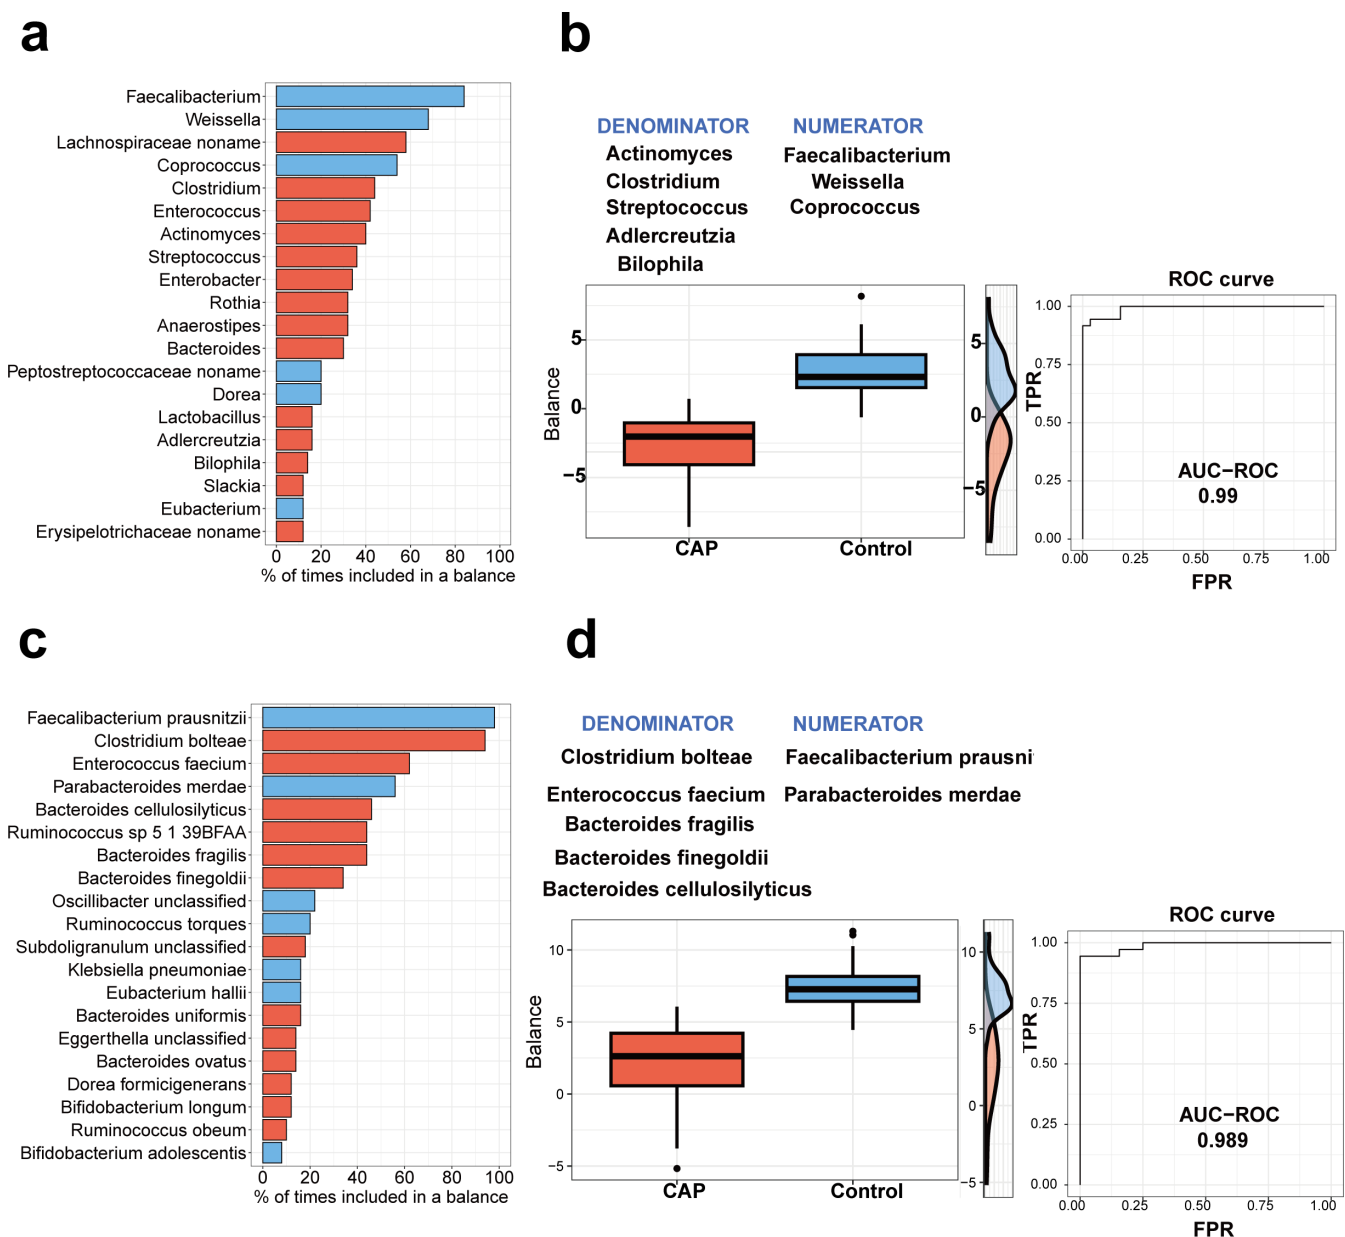 a
Faecalibacterium
Weissella
Lachnospiraceae noname
Coprococcus
Clostridium
Enterococcus
Actinomyces
Streptococcus
Enterobacter
Rothia
Anaerostipes
Bacteroides
Peptostreptococcaceae noname
Dorea
Lactobacillus
Adlercreutzia
Bilophila
Slackia
Eubacterium
Erysipelotrichaceae noname
0 20 40 60 80 100
% of times included in a balance
b
DENOMINATOR NUMERATOR
Actinomyces Faecalibacterium
Clostridium Weissella
Streptococcus Coprococcus
Adlercreutzia
Bilophila
Balance
5
0
−5
CAP Control
5
0
−5
ROC curve
TPR
1.00
0.75
0.50
0.25
0.00
AUC−ROC
0.99
0.00 0.25 0.50 0.75 1.00
FPR
c
Faecalibacterium prausnitzii
Clostridium bolteae
Enterococcus faecium
Parabacteroides merdae
Bacteroides cellulosilyticus
Ruminococcus sp 5 1 39BFAA
Bacteroides fragilis
Bacteroides finegoldii
Oscillibacter unclassified
Ruminococcus torques
Subdoligranulum unclassified
Klebsiella pneumoniae
Eubacterium hallii
Bacteroides uniformis
Eggerthella unclassified
Bacteroides ovatus
Dorea formicigenerans
Bifidobacterium longum
Ruminococcus obeum
Bifidobacterium adolescentis
0 20 40 60 80 100
% of times included in a balance
d
DENOMINATOR NUMERATOR
Clostridium bolteae Faecalibacterium prausni
Enterococcus faecium Parabacteroides merdae
Bacteroides fragilis
Bacteroides finegoldii
Bacteroides cellulosilyticus
Balance
10
5
0
−5
CAP Control
10
5
0
−5
ROC curve
TPR
1.00
0.75
0.50
0.25
0.00
AUC−ROC
0.989
0.00 0.25 0.50 0.75 1.00
FPR